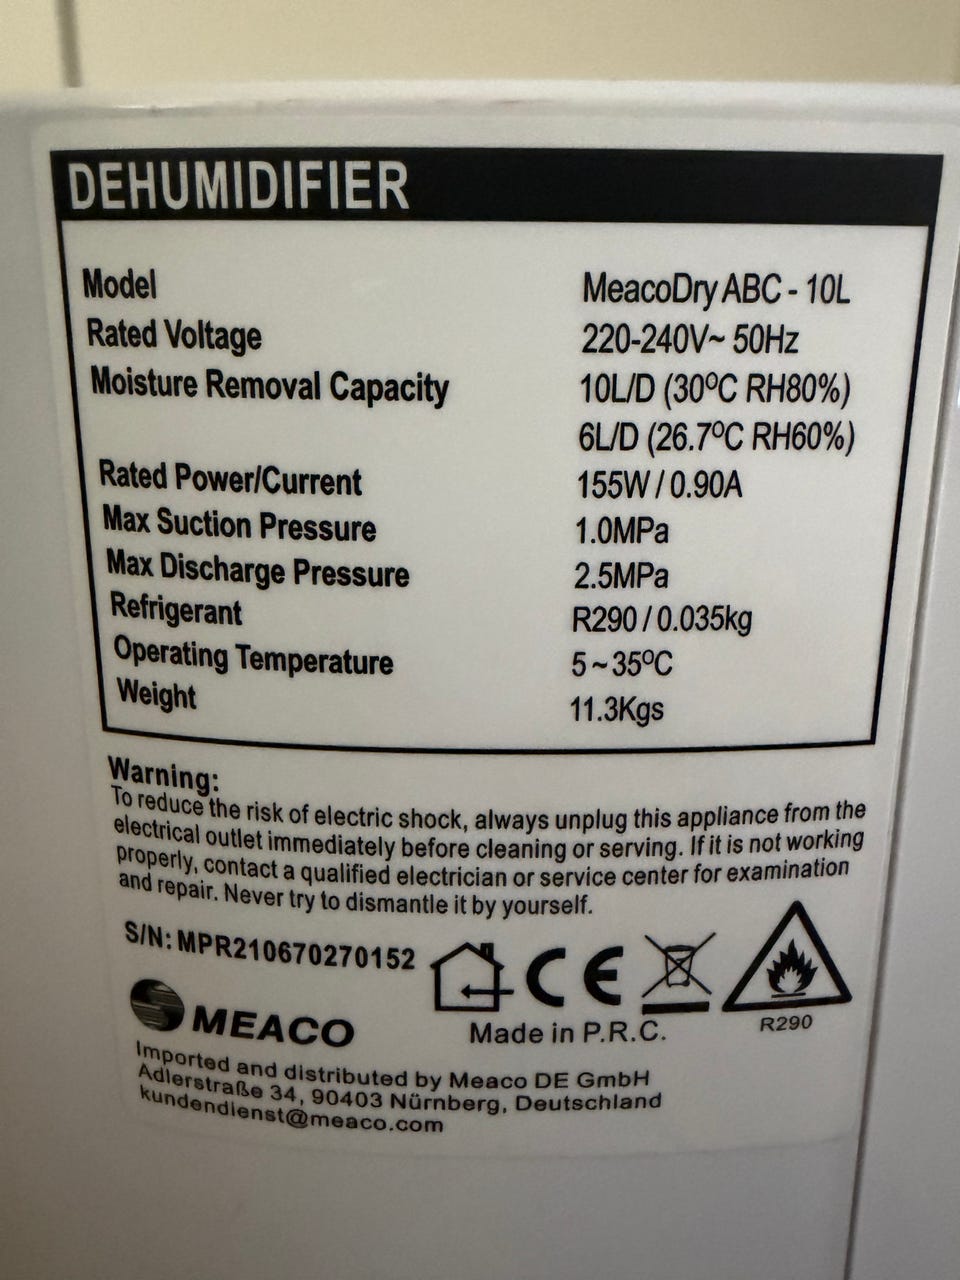 DEHUMIDIFIER
Model MeacoDry ABC - 10L
Rated Voltage 220-240V~ 50Hz
Moisture Removal Capacity 10L/D (30ºC RH80%)
6L/D (26.7ºC RH60%)
Rated Power/Current 155W / 0.90A
Max Suction Pressure 1.0MPa
Max Discharge Pressure 2.5MPa
Refrigerant R290 / 0.035kg
Operating Temperature 5~35ºC
Weight 11.3Kgs
Warning:
To reduce the risk of electric shock, always unplug this appliance from the
electrical outlet immediately before cleaning or serving. If it is not working
properly, contact a qualified electrician or service center for examination
and repair. Never try to dismantle it by yourself.
S/N: MPR210670270152
CE
R290
MEACO
Made in P.R.C.
Imported and distributed by Meaco DE GmbH
Adlerstraße 34, 90403 Nürnberg, Deutschland
kundendienst@meaco.com